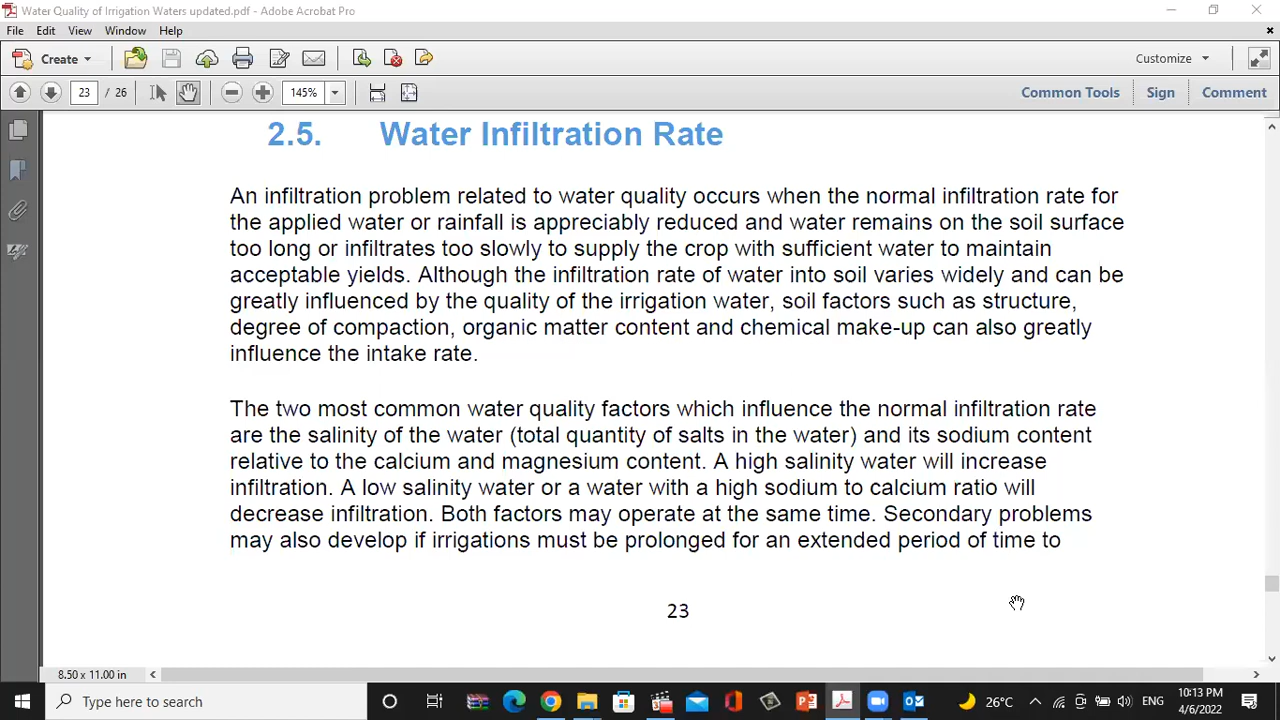 Water Quality of Irrigation Waters updated.pdf - Adobe Acrobat Pro
File Edit View Window Help
Create
Customize
23 / 26
145%
Common Tools
Sign
Comment
2.5. Water Infiltration Rate
An infiltration problem related to water quality occurs when the normal infiltration rate for
the applied water or rainfall is appreciably reduced and water remains on the soil surface
too long or infiltrates too slowly to supply the crop with sufficient water to maintain
acceptable yields. Although the infiltration rate of water into soil varies widely and can be
greatly influenced by the quality of the irrigation water, soil factors such as structure,
degree of compaction, organic matter content and chemical make-up can also greatly
influence the intake rate.
The two most common water quality factors which influence the normal infiltration rate
are the salinity of the water (total quantity of salts in the water) and its sodium content
relative to the calcium and magnesium content. A high salinity water will increase
infiltration. A low salinity water or a water with a high sodium to calcium ratio will
decrease infiltration. Both factors may operate at the same time. Secondary problems
may also develop if irrigations must be prolonged for an extended period of time to
23
8.50 x 11.00 in
Type here to search
26°C
ENG
10:13 PM
4/6/2022